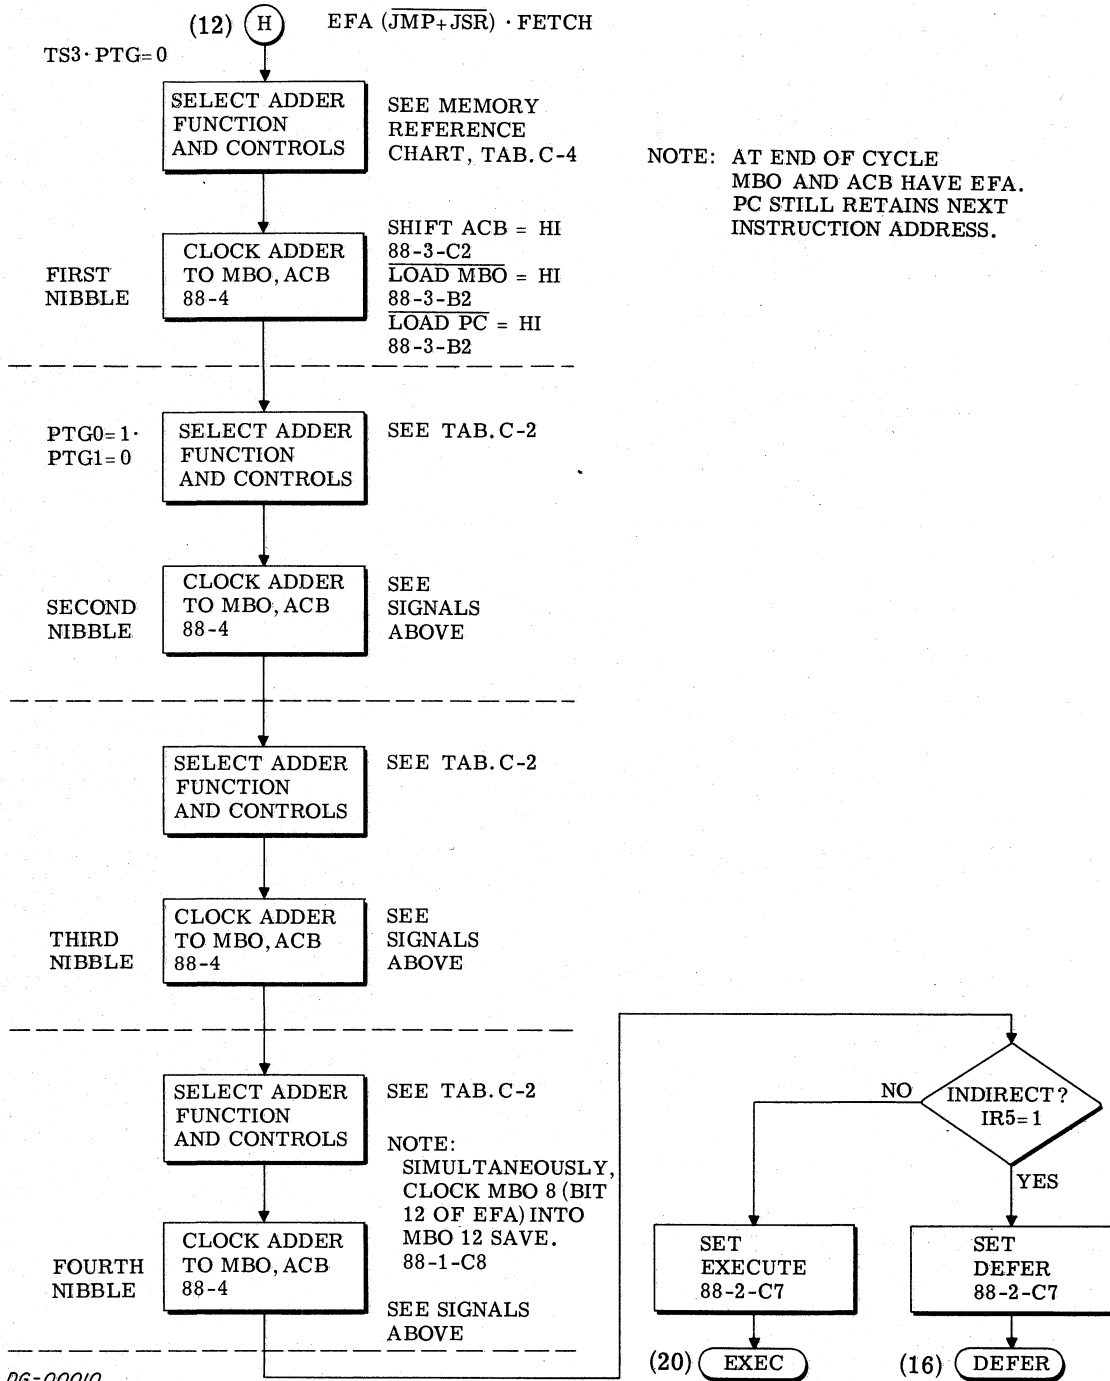 (12) H EFA (JMP+JSR) · FETCH
TS3· PTG=0
SELECT ADDER
FUNCTION
AND CONTROLS
SEE MEMORY
REFERENCE
CHART, TAB. C-4
NOTE: AT END OF CYCLE
MBO AND ACB HAVE EFA.
PC STILL RETAINS NEXT
INSTRUCTION ADDRESS.
FIRST
NIBBLE
CLOCK ADDER
TO MBO, ACB
88-4
SHIFT ACB = HI
88-3-C2
LOAD MBO = HI
88-3-B2
LOAD PC = HI
88-3-B2
PTG0=1·
PTG1=0
SELECT ADDER
FUNCTION
AND CONTROLS
SEE TAB. C-2
SECOND
NIBBLE
CLOCK ADDER
TO MBO, ACB
88-4
SEE
SIGNALS
ABOVE
SELECT ADDER
FUNCTION
AND CONTROLS
SEE TAB. C-2
THIRD
NIBBLE
CLOCK ADDER
TO MBO, ACB
88-4
SEE
SIGNALS
ABOVE
SELECT ADDER
FUNCTION
AND CONTROLS
SEE TAB. C-2
NOTE:
SIMULTANEOUSLY,
CLOCK MBO 8 (BIT
12 OF EFA) INTO
MBO 12 SAVE.
88-1-C8
FOURTH
NIBBLE
CLOCK ADDER
TO MBO, ACB
88-4
SEE SIGNALS
ABOVE
INDIRECT?
IR5=1
NO
YES
SET
EXECUTE
88-2-C7
SET
DEFER
88-2-C7
(20) EXEC
(16) DEFER
DG-00010